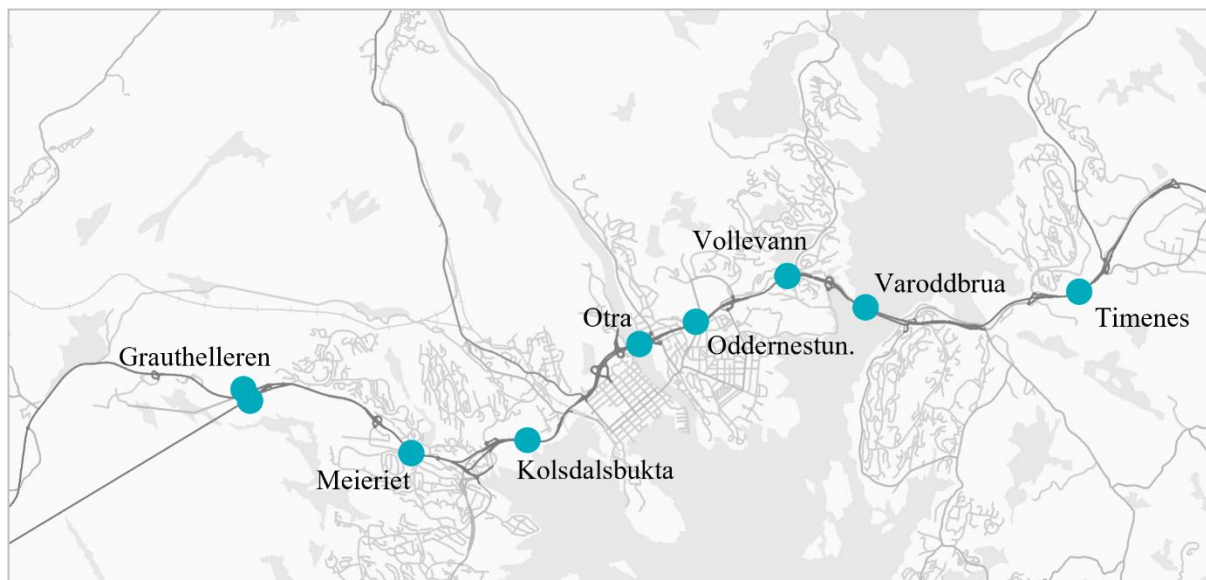 Vollevann
Varoddbrua
Otra
Oddernestun.
Timenes
Grauthelleren
Meieriet
Kolsdalsbukta